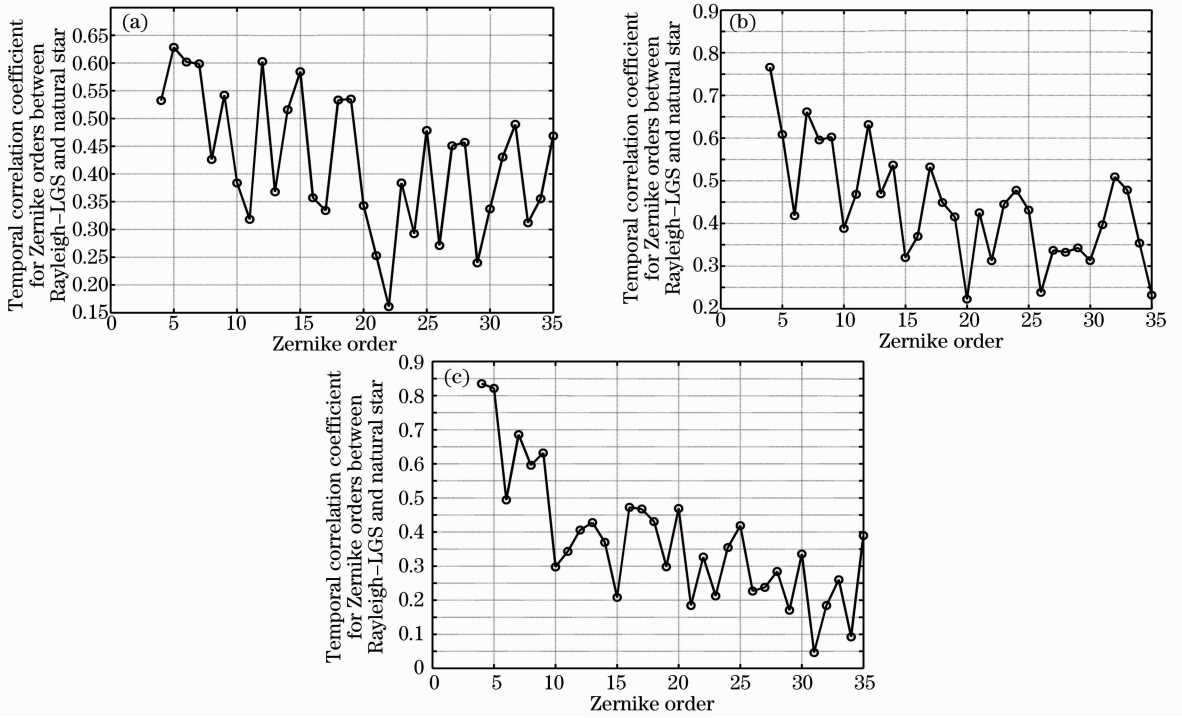 (a)
Temporal correlation coefficient
for Zernike orders between
Rayleigh-LGS and natural star
0.65
0.60
0.55
0.50
0.45
0.40
0.35
0.30
0.25
0.20
0.15
0 5 10 15 20 25 30 35
Zernike order
(b)
Temporal correlation coefficient
for Zernike orders between
Rayleigh-LGS and natural star
0.9
0.8
0.7
0.6
0.5
0.4
0.3
0.2
0 5 10 15 20 25 30 35
Zernike order
(c)
Temporal correlation coefficient
for Zernike orders between
Rayleigh-LGS and natural star
0.9
0.8
0.7
0.6
0.5
0.4
0.3
0.2
0.1
0
0 5 10 15 20 25 30 35
Zernike order